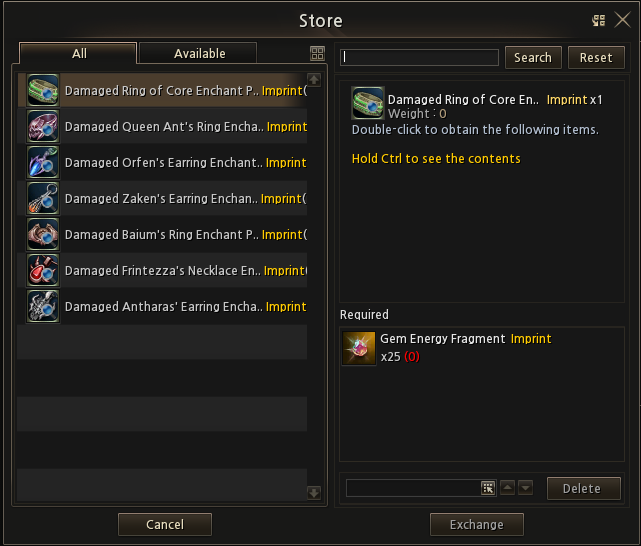 Store
All
Available
Search
Reset
Damaged Ring of Core Enchant P.. Imprint(
Damaged Queen Ant's Ring Encha.. Imprint
Damaged Orfen's Earring Enchant.. Imprint
Damaged Zaken's Earring Enchan.. Imprint(
Damaged Baium's Ring Enchant P.. Imprint(
Damaged Frintezza's Necklace En.. Imprint(
Damaged Antharas' Earring Encha.. Imprint
Damaged Ring of Core En.. Imprint x1
Weight : 0
Double-click to obtain the following items.
Hold Ctrl to see the contents
Required
Gem Energy Fragment Imprint
x25 (0)
Delete
Cancel
Exchange